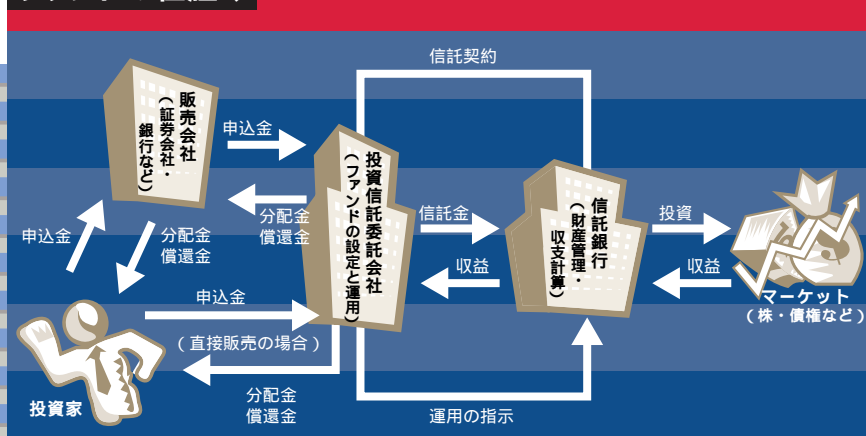 信託契約
販売会社
（証券会社・
銀行など）
申込金
分配金
償還金
申込金
分配金
償還金
投資信託委託会社
（ファンドの設定と運用）
信託金
収益
信託銀行
（財産管理・
収支計算）
投資
収益
マーケット
（株・債権など）
申込金
（直接販売の場合）
分配金
償還金
投資家
運用の指示